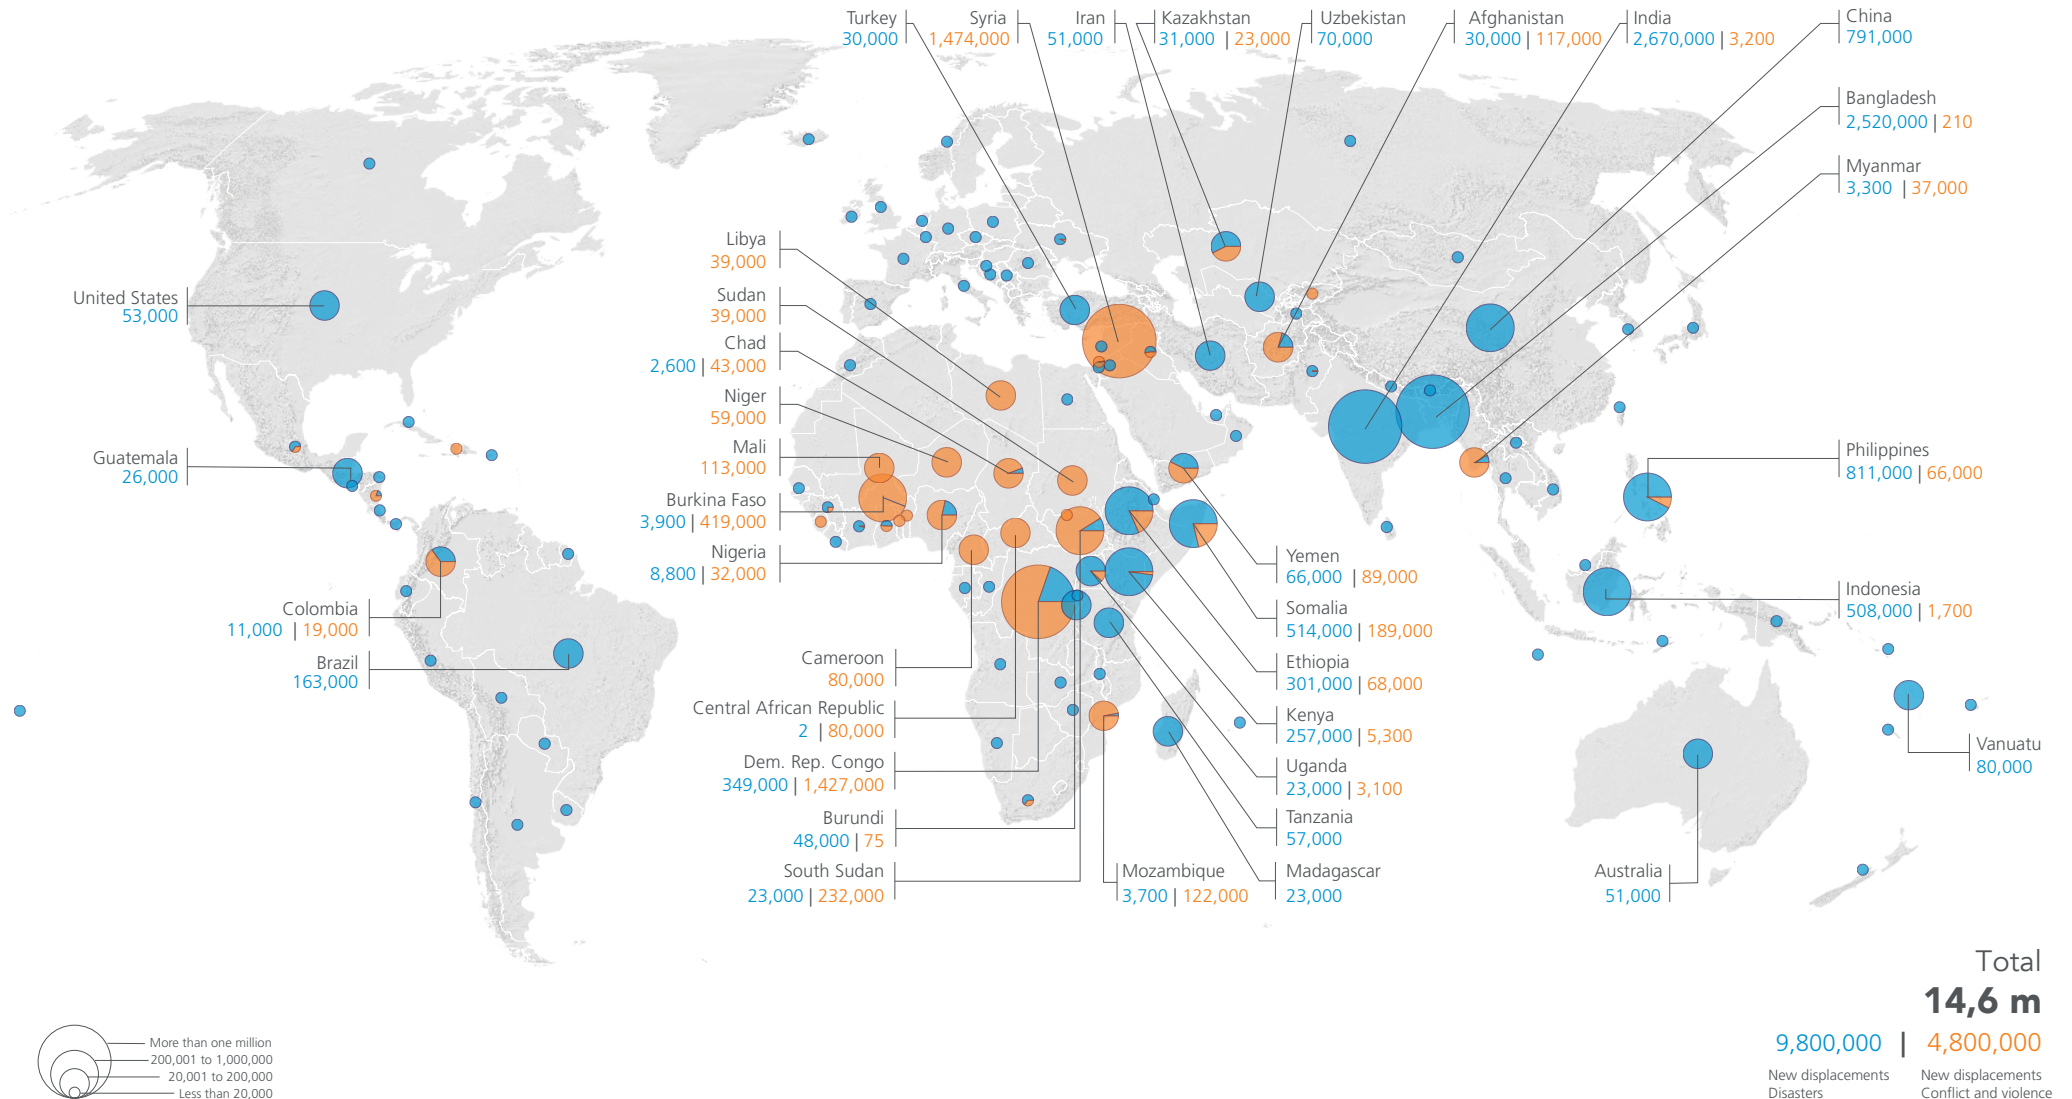 Turkey
30,000
Syria
1,474,000
Iran
51,000
Kazakhstan
31,000 | 23,000
Uzbekistan
70,000
Afghanistan
30,000 | 117,000
India
2,670,000 | 3,200
China
791,000
Bangladesh
2,520,000 | 210
Myanmar
3,300 | 37,000
Libya
39,000
Sudan
39,000
Chad
2,600 | 43,000
Niger
59,000
Mali
113,000
Burkina Faso
3,900 | 419,000
Nigeria
8,800 | 32,000
United States
53,000
Guatemala
26,000
Colombia
11,000 | 19,000
Brazil
163,000
Cameroon
80,000
Central African Republic
2 | 80,000
Dem. Rep. Congo
349,000 | 1,427,000
Burundi
48,000 | 75
South Sudan
23,000 | 232,000
Mozambique
3,700 | 122,000
Yemen
66,000 | 89,000
Somalia
514,000 | 189,000
Ethiopia
301,000 | 68,000
Kenya
257,000 | 5,300
Uganda
23,000 | 3,100
Tanzania
57,000
Madagascar
23,000
Philippines
811,000 | 66,000
Indonesia
508,000 | 1,700
Vanuatu
80,000
Australia
51,000
More than one million
200,001 to 1,000,000
20,001 to 200,000
Less than 20,000
Total
14,6 m
9,800,000 | 4,800,000
New displacements
Disasters
New displacements
Conflict and violence